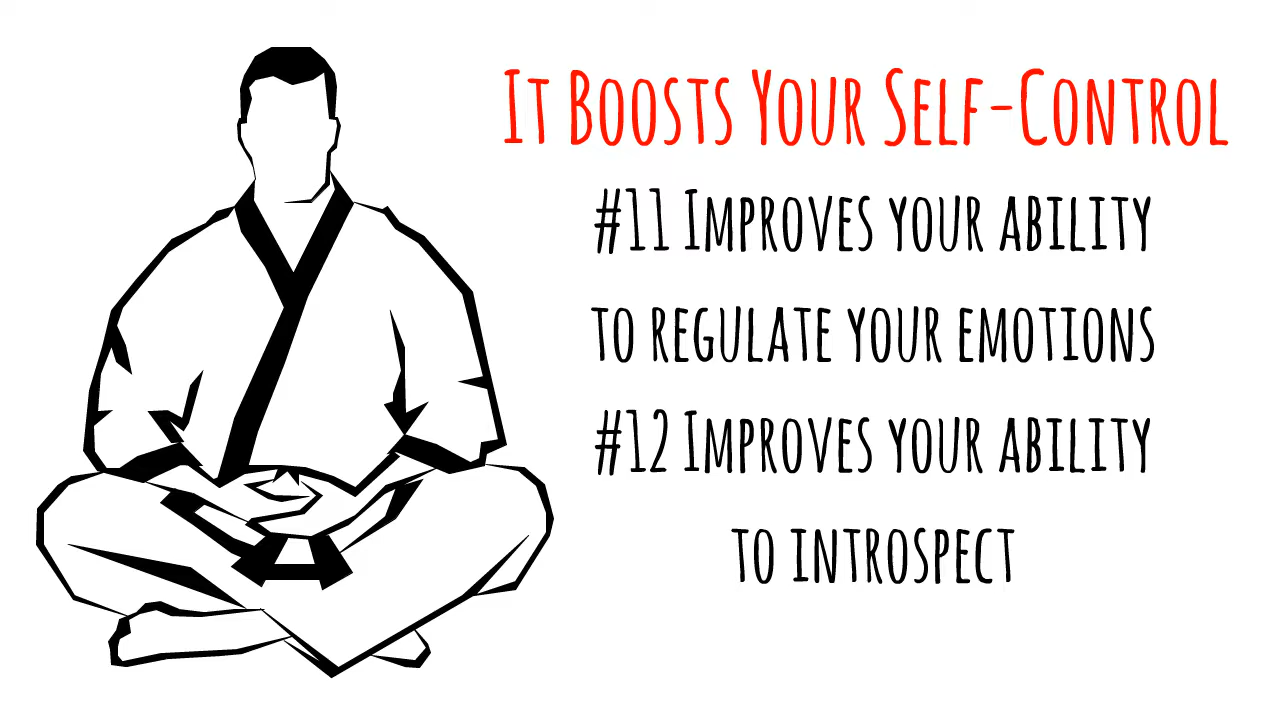 It Boosts Your Self-Control
#11 Improves your ability
to regulate your emotions
#12 Improves your ability
to introspect